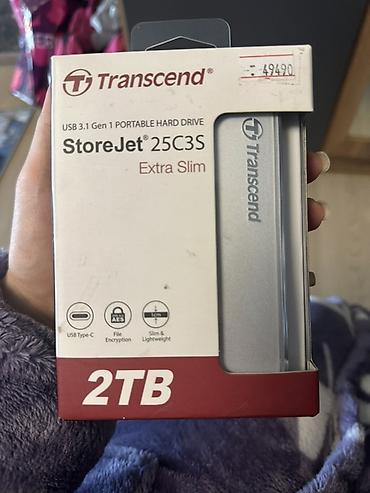 Transcend®
49490
USB 3.1 Gen 1 PORTABLE HARD DRIVE
StoreJet® 25C3S
Extra Slim
Transcend
USB Type-C
File
Encryption
Slim &
Lightweight
2TB